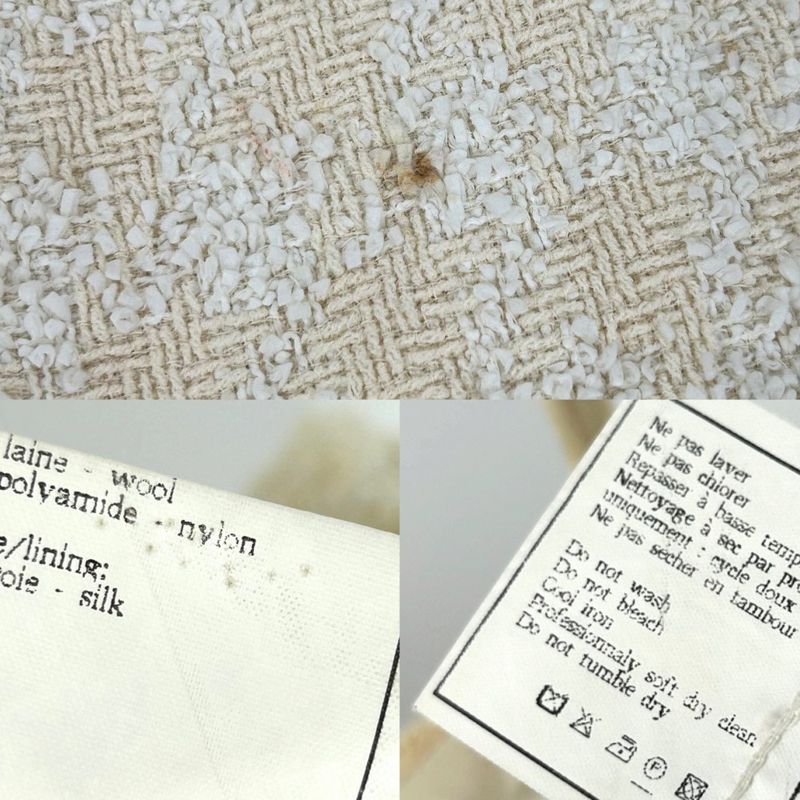 laine - wool
polyamide - nylon
e/lining:
oie - silk
Ne pas laver
Ne pas chlorer
Repasser à basse temp
Nettoyage à sec par pr
uniquement : cycle doux
Ne pas sécher en tambour
Do not wash
Do not bleach
Cool iron
Professionnaly soft dry clean
Do not tumble dry
P